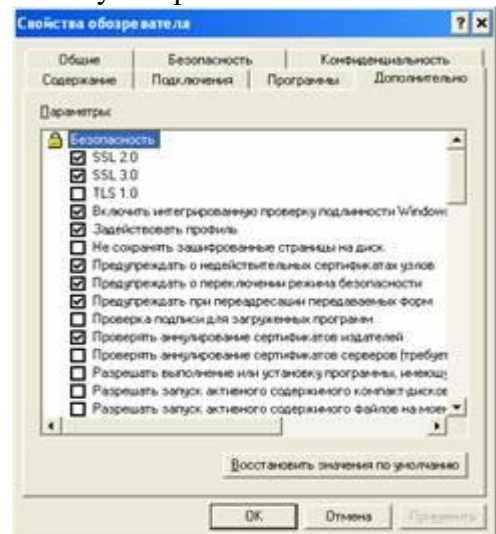 Свойства обозревателя
Общие Безопасность Конфиденциальность
Содержание Подключения Программы Дополнительно
Параметры:
Безопасность
SSL 2.0
SSL 3.0
TLS 1.0
Включить интегрированную проверку подлинности Window
Задействовать профиль
Не сохранять зашифрованные страницы на диск
Предупреждать о недействительных сертификатах узлов
Предупреждать о переключении режима безопасности
Предупреждать при переадресации передаваемых форм
Проверка подписи для загруженных программ
Проверять аннулирование сертификатов издателей
Проверять аннулирование сертификатов серверов (требует
Разрешать выполнение или установку программы, имеющу
Разрешать запуск активного содержимого компакт-дисков
Разрешать запуск активного содержимого файлов на моем
Восстановить значения по умолчанию
ОК Отмена Применить